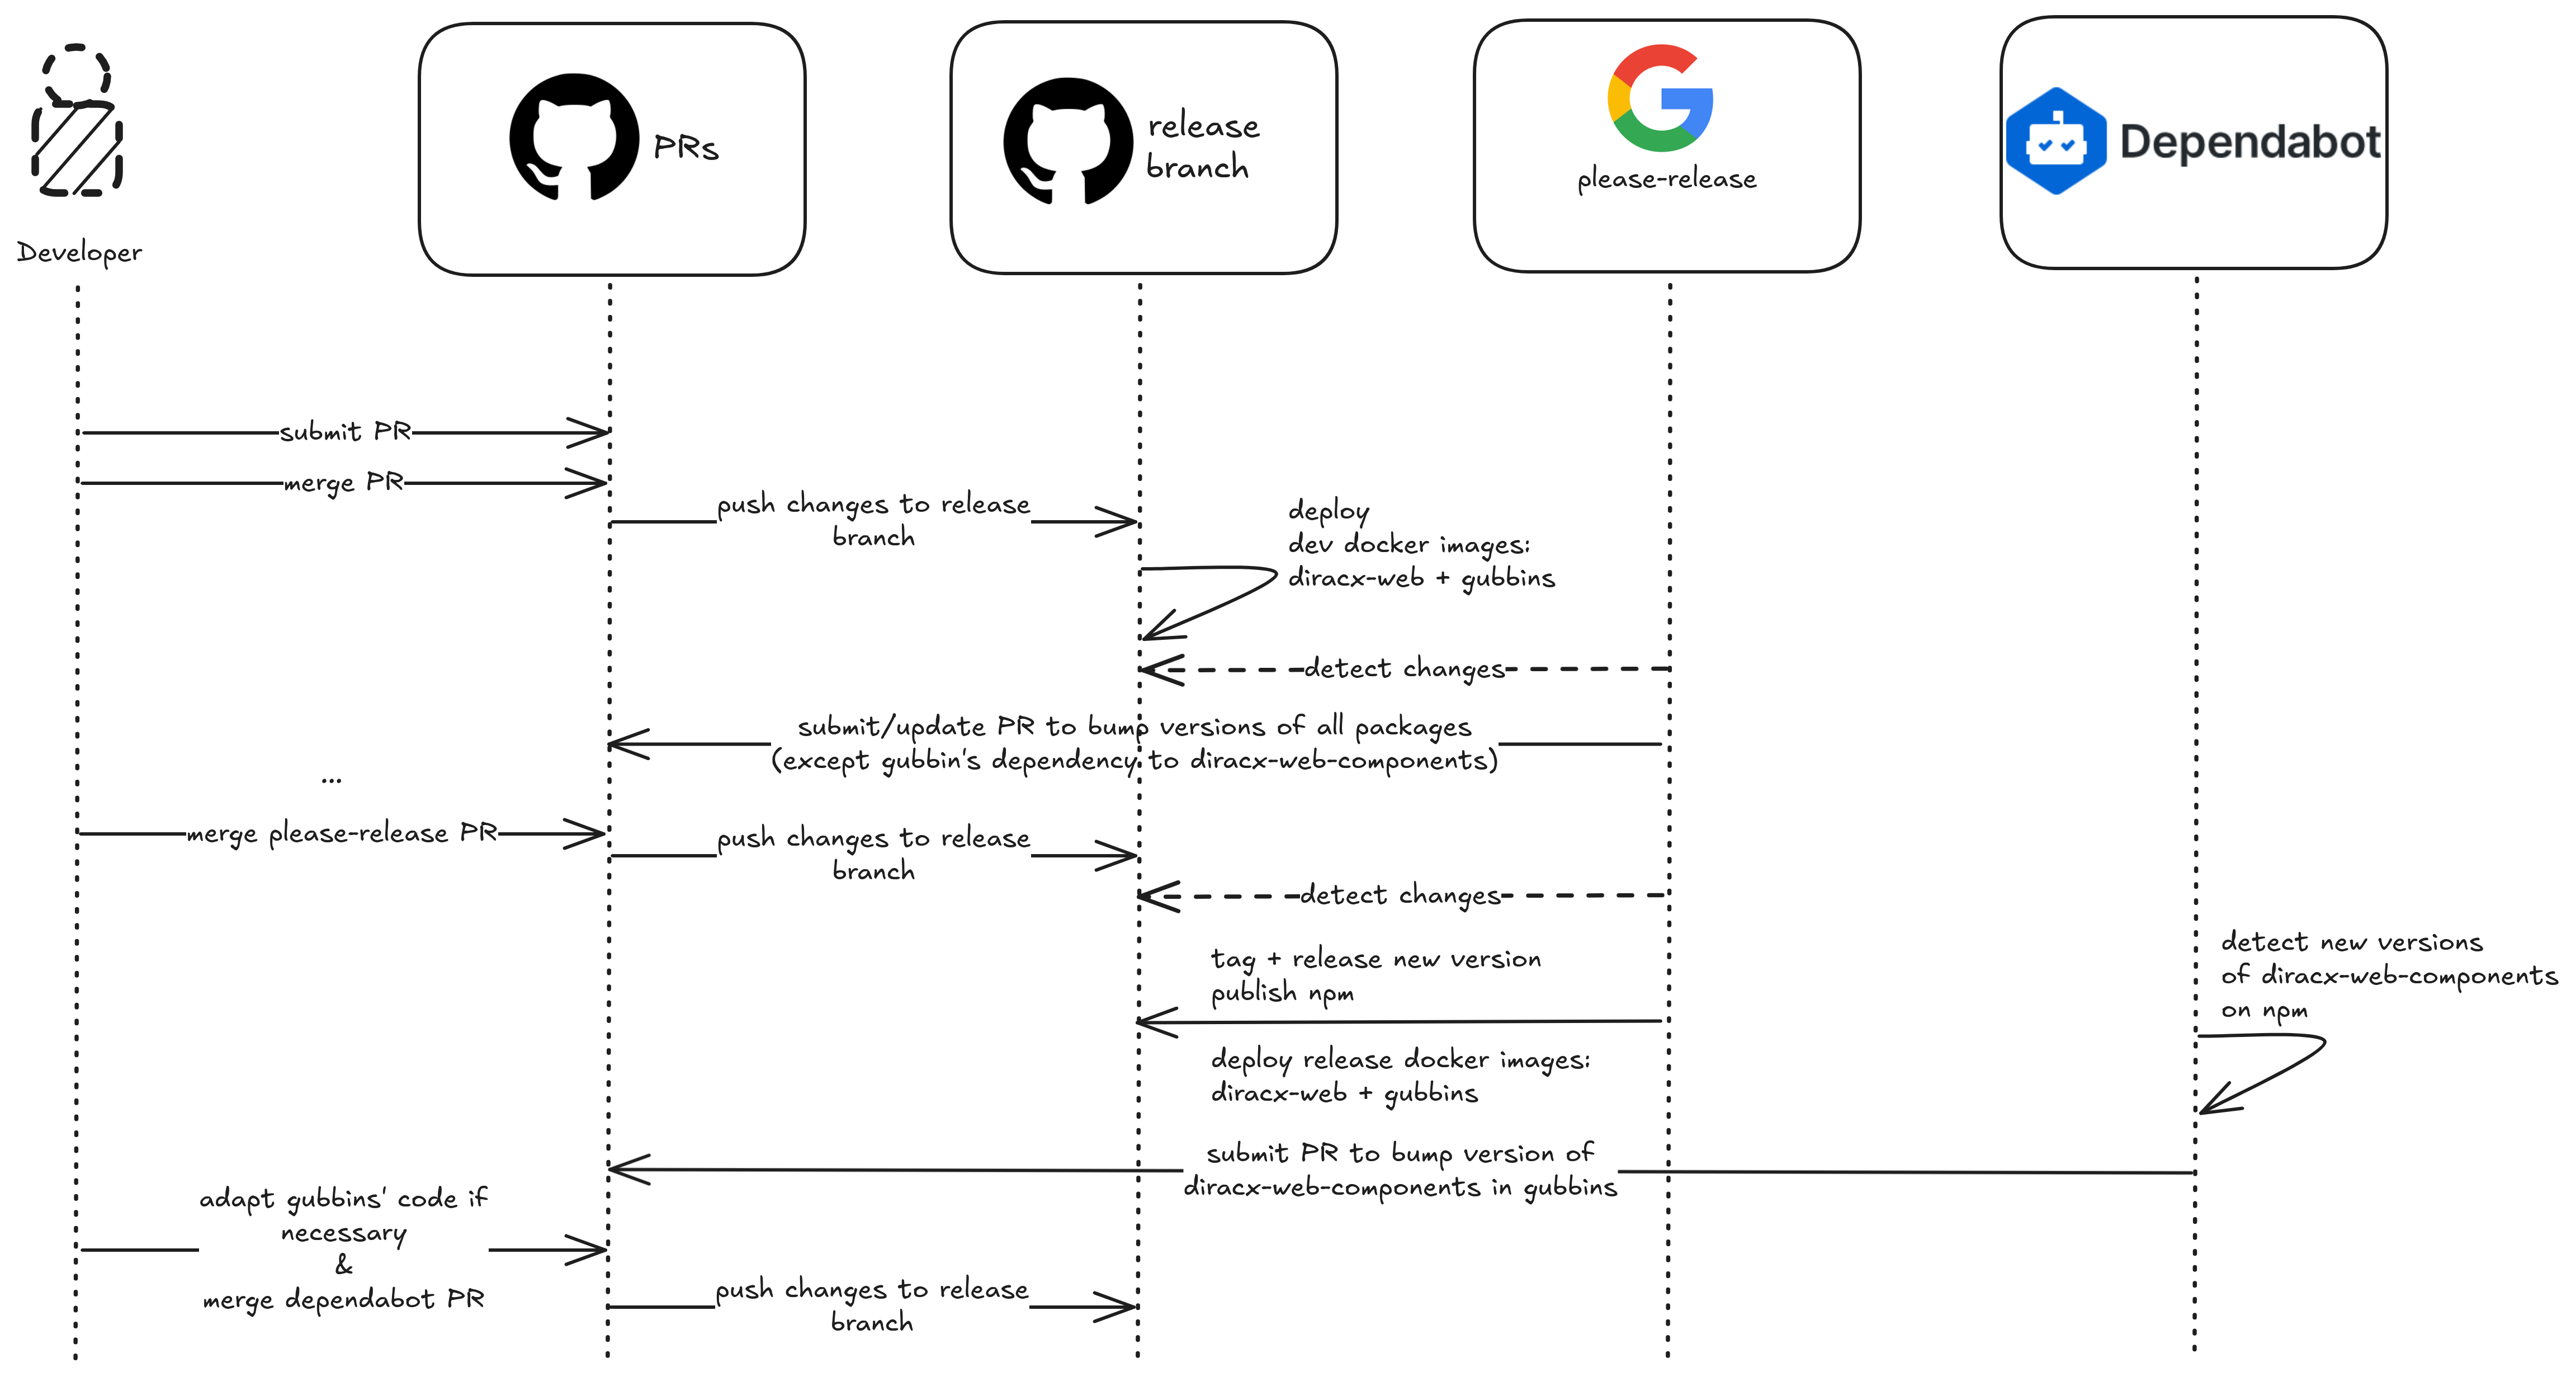 Developer
PRs
release
branch
please-release
Dependabot
submit PR
merge PR
push changes to release
branch
deploy
dev docker images:
diracx-web + gubbins
detect changes
submit/update PR to bump versions of all packages
(except gubbin's dependency to diracx-web-components)
...
merge please-release PR
push changes to release
branch
detect changes
tag + release new version
publish npm
detect new versions
of diracx-web-components
on npm
deploy release docker images:
diracx-web + gubbins
submit PR to bump version of
diracx-web-components in gubbins
adapt gubbins' code if
necessary
&
merge dependabot PR
push changes to release
branch